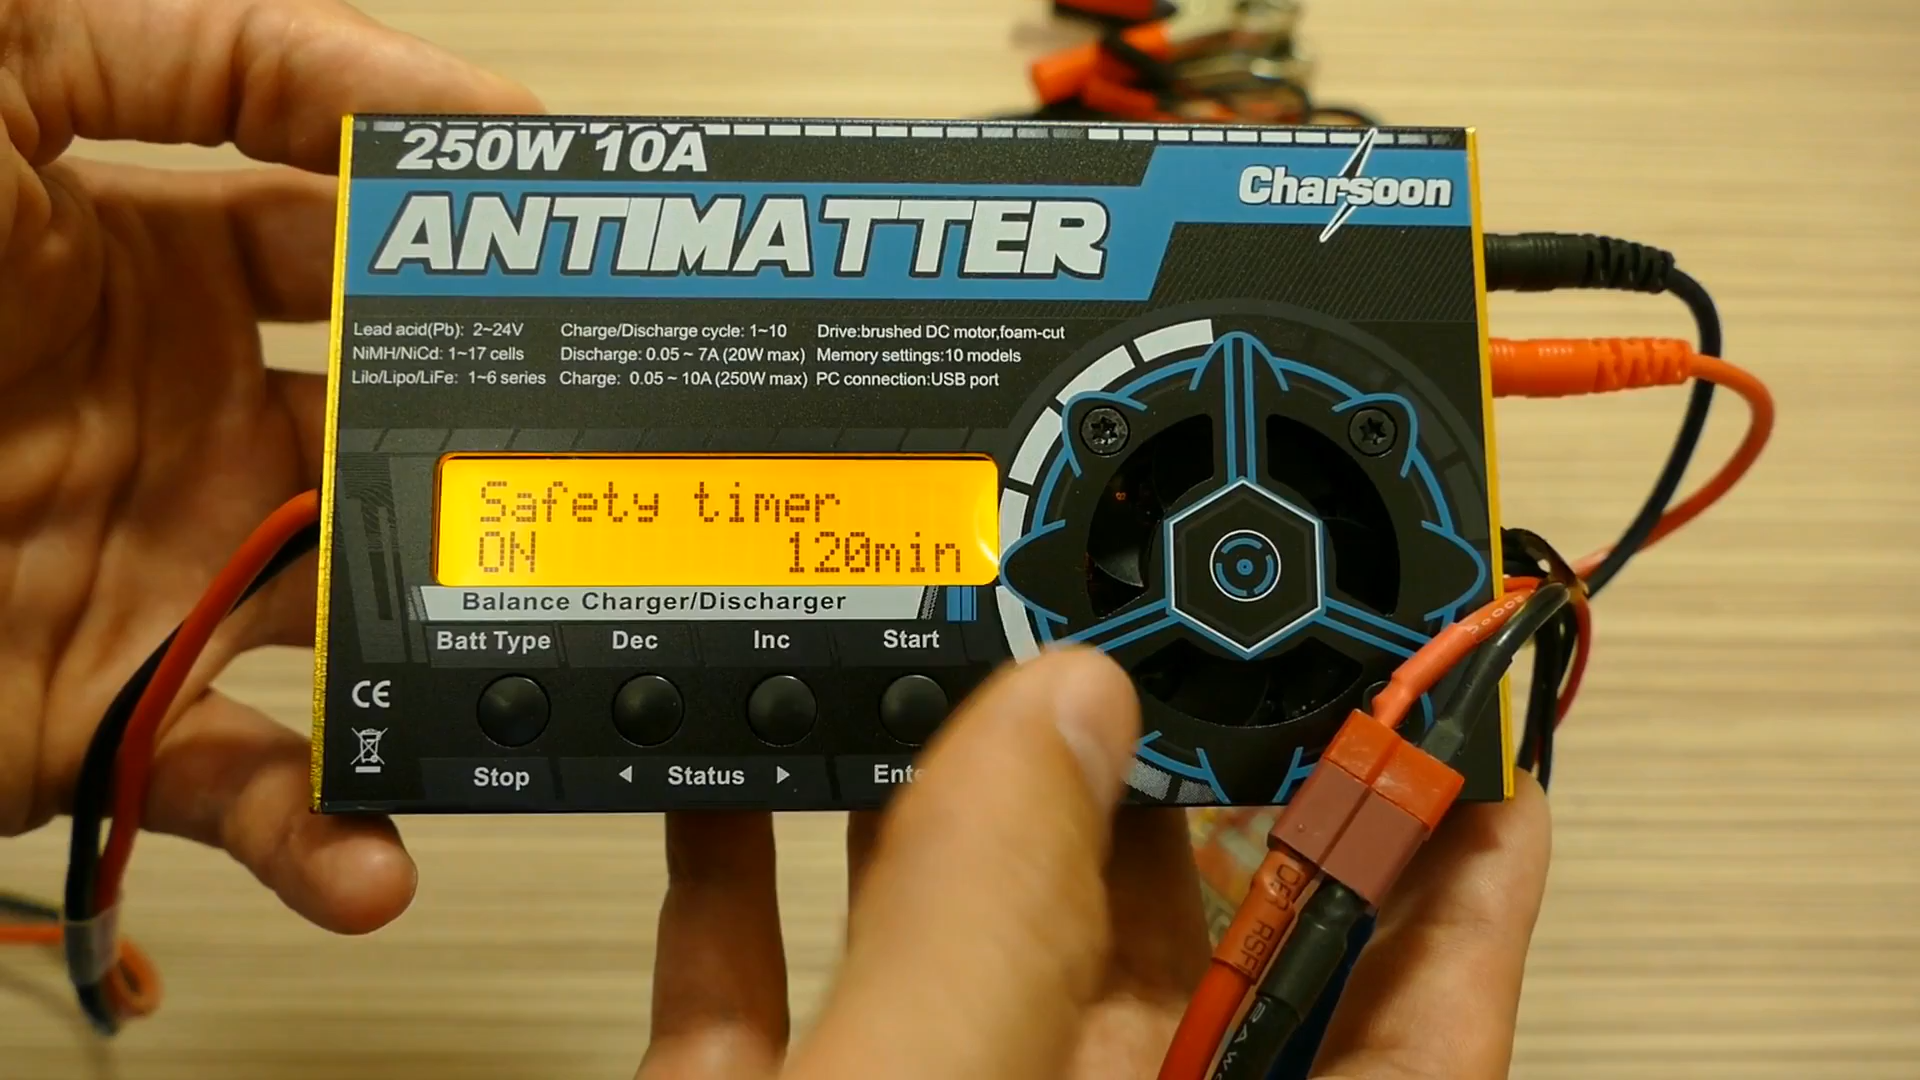 250W 10A
Charsoon
ANTIMATTER
Lead acid(Pb): 2~24V
NiMH/NiCd: 1~17 cells
LiIo/Lipo/LiFe: 1~6 series
Charge/Discharge cycle: 1~10
Discharge: 0.05 ~ 7A (20W max)
Charge: 0.05 ~ 10A (250W max)
Drive:brushed DC motor,foam-cut
Memory settings:10 models
PC connection:USB port
Safety timer
ON 120min
Balance Charger/Discharger
Batt Type Dec Inc Start
CE
Stop ◄ Status ► Ente